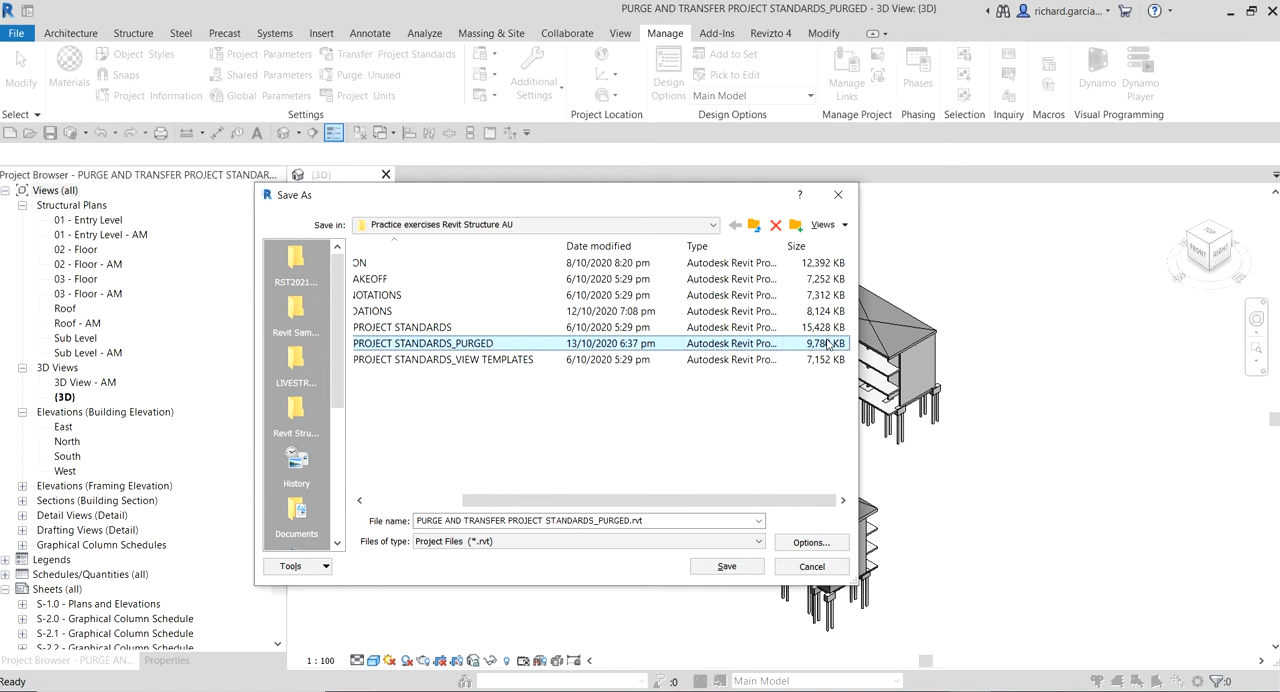 PURGE AND TRANSFER PROJECT STANDARDS_PURGED.rvt - 3D View: {3D}
richard.garcia...
File Architecture Structure Steel Precast Systems Insert Annotate Analyze Massing & Site Collaborate View Manage Add-Ins Revizto 4 Modify
Modify
Materials
Object Styles
Snaps
Project Information
Project Parameters
Shared Parameters
Global Parameters
Transfer Project Standards
Purge Unused
Project Units
Additional
Settings
Design
Options
Add to Set
Pick to Edit
Main Model
Manage
Links
Phases
Dynamo
Dynamo
Player
Select
Settings
Project Location
Design Options
Manage Project
Phasing
Inquiry
Macros
Visual Programming
Project Browser - PURGE AND TRANSFER PROJECT STANDAR...
{3D}
Views (all)
Structural Plans
01 - Entry Level
01 - Entry Level - AM
02 - Floor
02 - Floor - AM
03 - Floor
03 - Floor - AM
Roof
Roof - AM
Sub Level
Sub Level - AM
3D Views
3D View - AM
{3D}
Elevations (Building Elevation)
East
North
South
West
Elevations (Framing Elevation)
Sections (Building Section)
Detail Views (Detail)
Drafting Views (Detail)
Graphical Column Schedules
Legends
Schedules/Quantities (all)
Sheets (all)
S-1.0 - Plans and Elevations
S-2.0 - Graphical Column Schedule
S-2.1 - Graphical Column Schedule
S-2.2 - Graphical Column Schedule
Project Browser - PURGE AN...
Properties
Ready
Save As
Save in:
Practice exercises Revit Structure AU
Views
Date modified
Type
Size
ON 8/10/2020 8:20 pm Autodesk Revit Pro... 12,392 KB
AKEOFF 6/10/2020 5:29 pm Autodesk Revit Pro... 7,252 KB
NOTATIONS 6/10/2020 5:29 pm Autodesk Revit Pro... 7,312 KB
DATIONS 12/10/2020 7:08 pm Autodesk Revit Pro... 8,124 KB
PROJECT STANDARDS 6/10/2020 5:29 pm Autodesk Revit Pro... 15,428 KB
PROJECT STANDARDS_PURGED 13/10/2020 6:37 pm Autodesk Revit Pro... KB
PROJECT STANDARDS_VIEW TEMPLATES 6/10/2020 5:29 pm Autodesk Revit Pro... 7,152 KB
RST2021...
Revit Sam...
LIVESTR...
Revit Stru...
History
Documents
File name:
PURGE AND TRANSFER PROJECT STANDARDS_PURGED.rvt
Files of type:
Project Files (*.rvt)
Options...
Tools
Save
Cancel
FRONT
RIGHT
1 : 100
:0
Main Model
:0